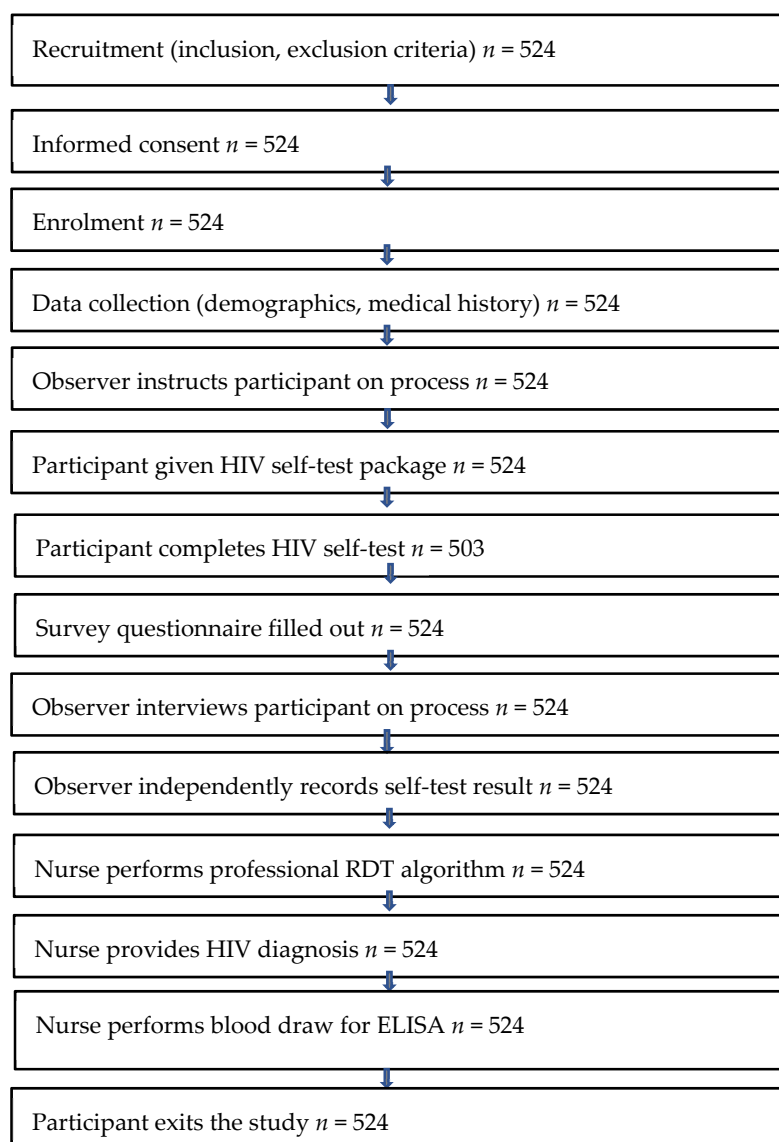 Recruitment (inclusion, exclusion criteria) n = 524
Informed consent n = 524
Enrolment n = 524
Data collection (demographics, medical history) n = 524
Observer instructs participant on process n = 524
Participant given HIV self-test package n = 524
Participant completes HIV self-test n = 503
Survey questionnaire filled out n = 524
Observer interviews participant on process n = 524
Observer independently records self-test result n = 524
Nurse performs professional RDT algorithm n = 524
Nurse provides HIV diagnosis n = 524
Nurse performs blood draw for ELISA n = 524
Participant exits the study n = 524